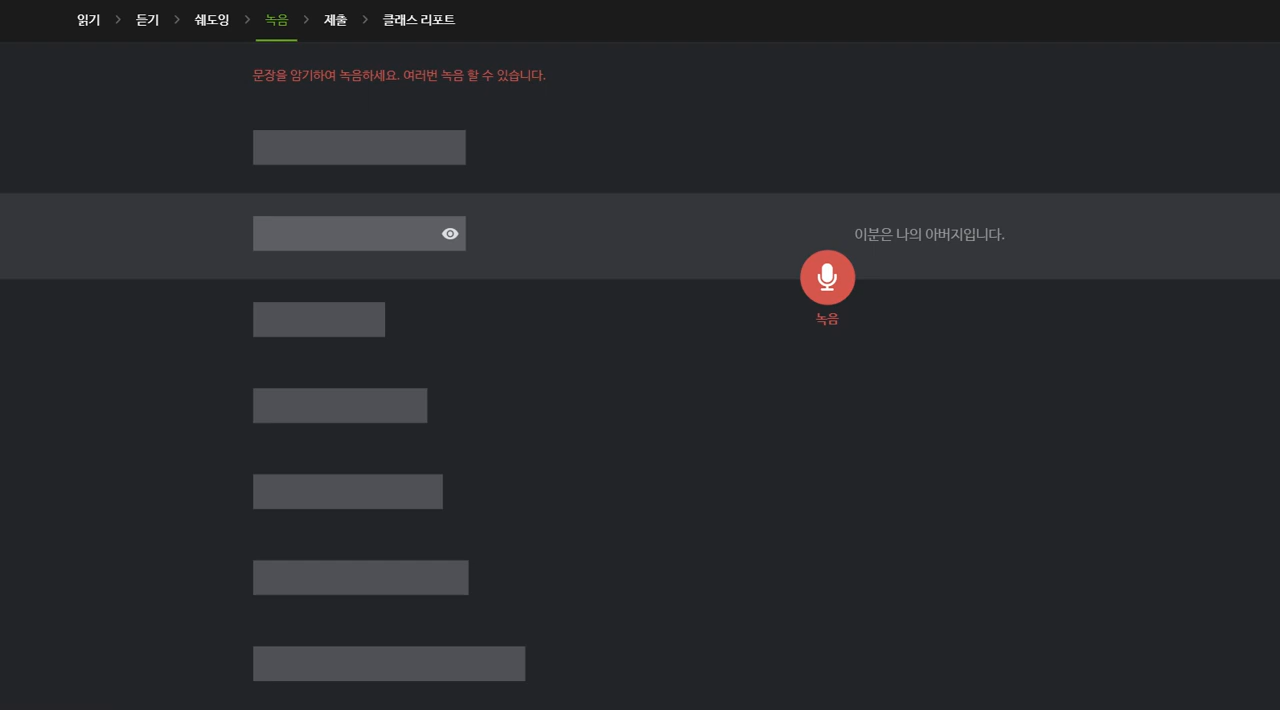 읽기 > 듣기 > 쉐도잉 > 녹음 > 제출 > 클래스 리포트
문장을 암기하여 녹음하세요. 여러번 녹음 할 수 있습니다.
이분은 나의 아버지입니다.
녹음